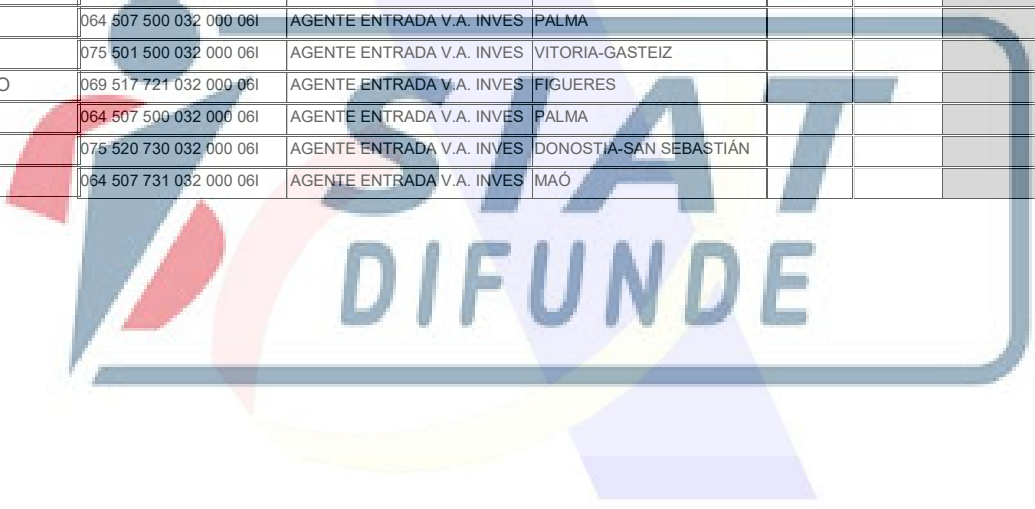 064 507 500 032 000 06I AGENTE ENTRADA V.A. INVES PALMA
075 501 500 032 000 06I AGENTE ENTRADA V.A. INVES VITORIA-GASTEIZ
O 069 517 721 032 000 06I AGENTE ENTRADA V.A. INVES FIGUERES
064 507 500 032 000 06I AGENTE ENTRADA V.A. INVES PALMA
075 520 730 032 000 06I AGENTE ENTRADA V.A. INVES DONOSTIA-SAN SEBASTIÁN
064 507 731 032 000 06I AGENTE ENTRADA V.A. INVES MAÓ
SIAT
DIFUNDE